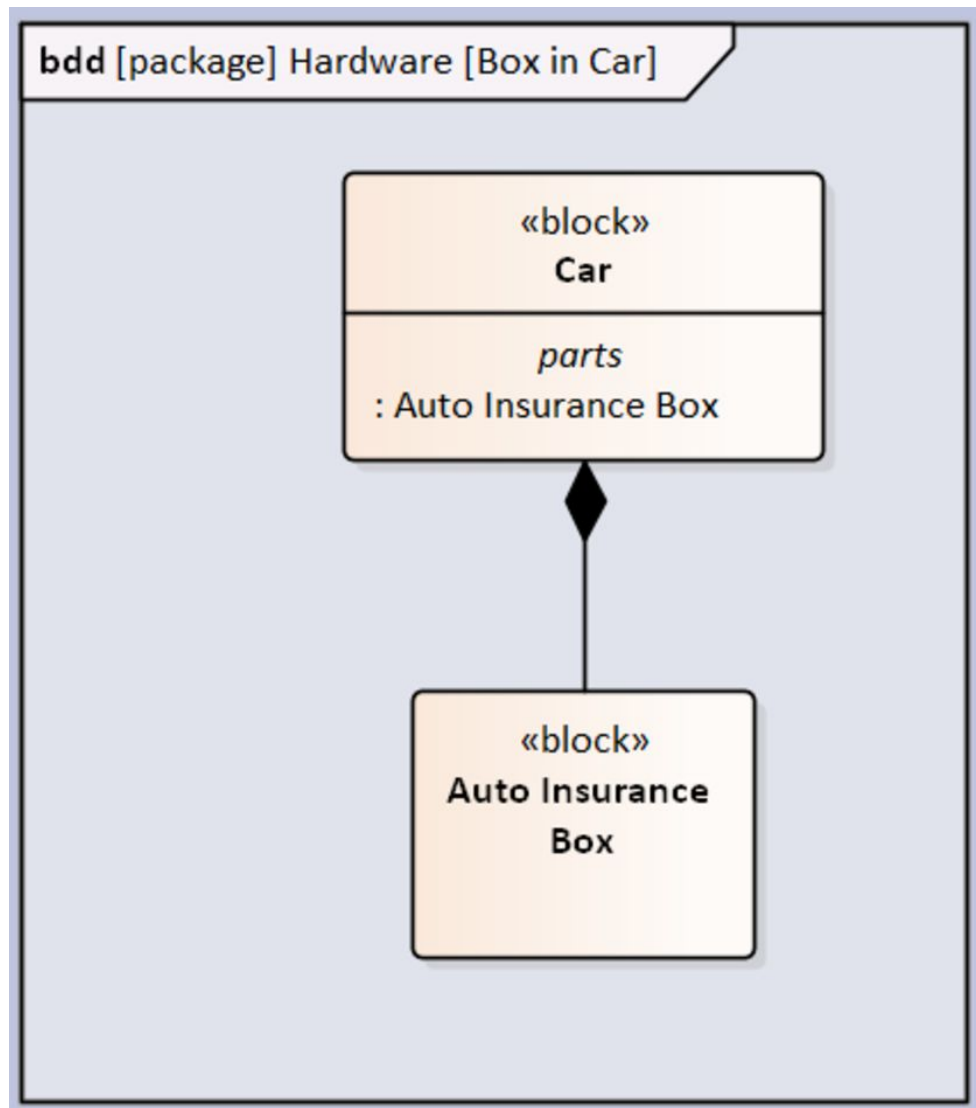 bdd [package] Hardware [Box in Car]
«block»
Car
parts
: Auto Insurance Box
«block»
Auto Insurance
Box